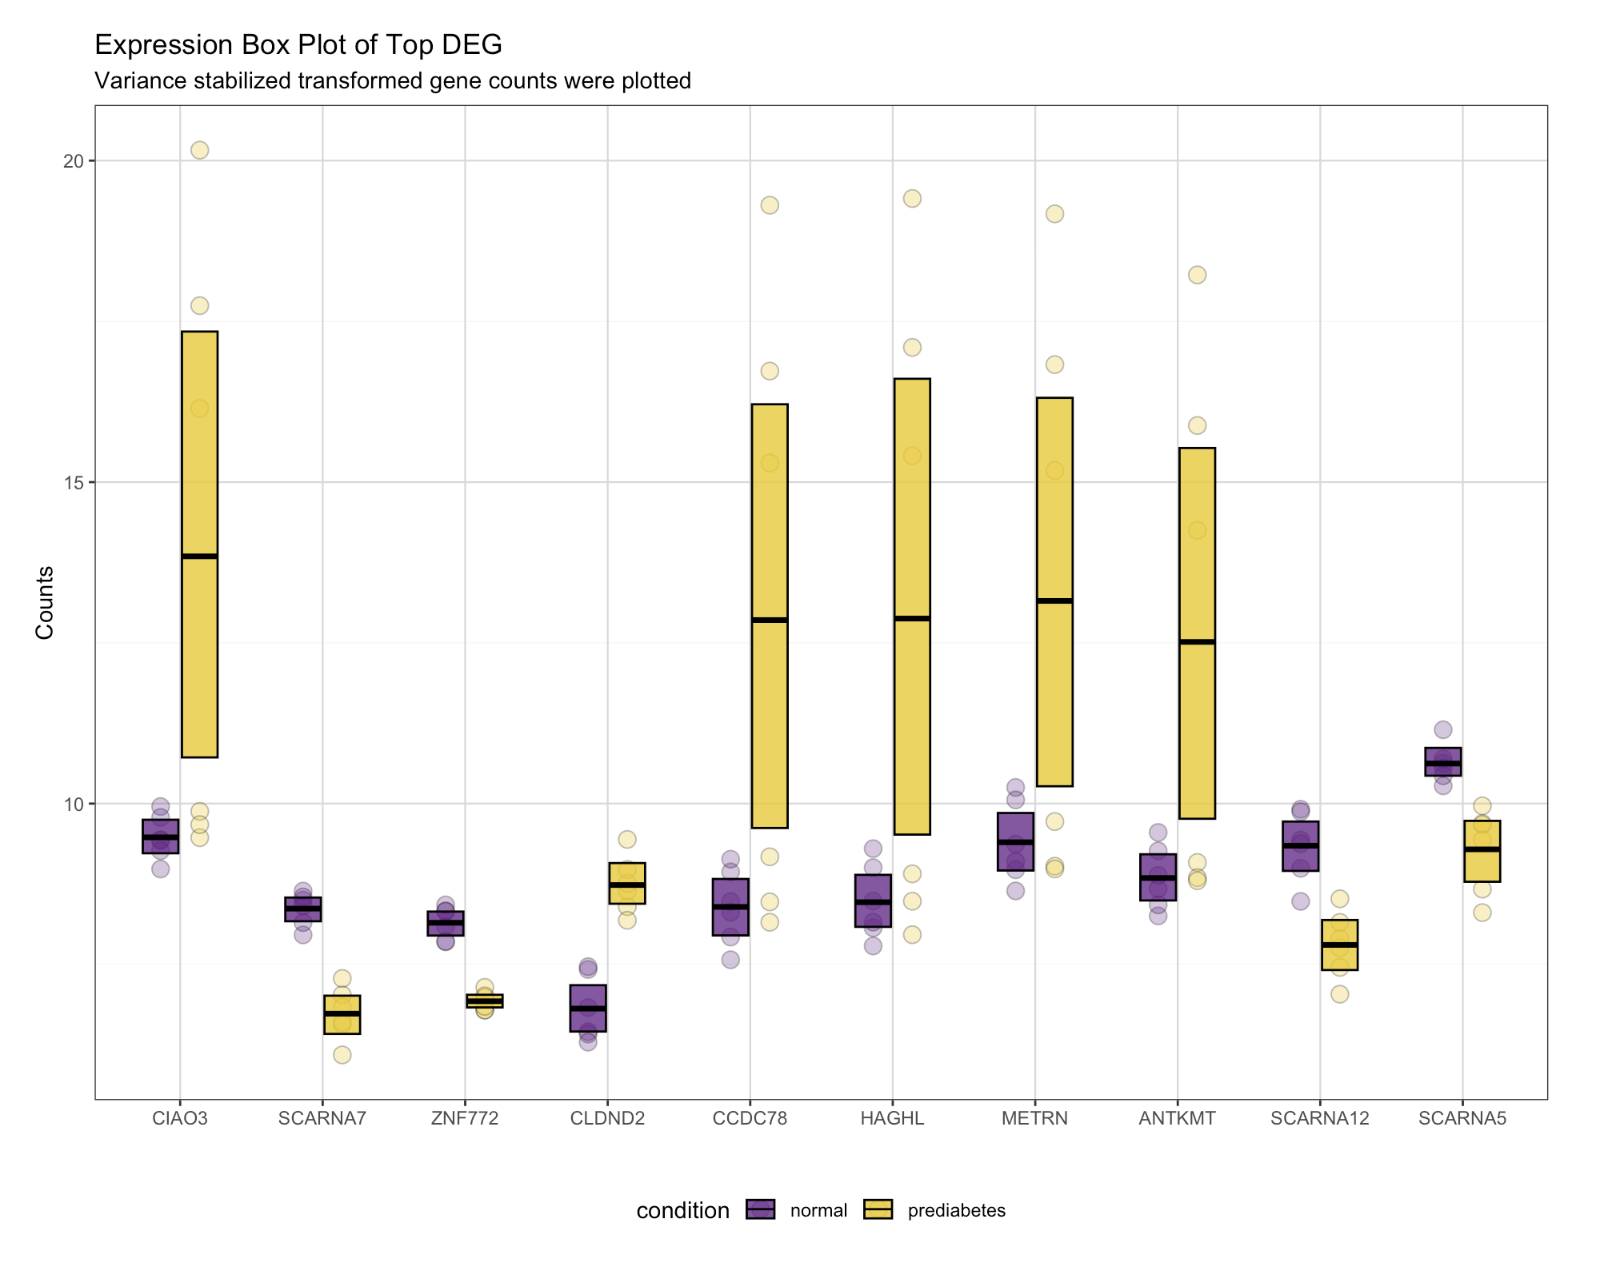 Expression Box Plot of Top DEG
Variance stabilized transformed gene counts were plotted
20
15
10
Counts
CIAO3 SCARNA7 ZNF772 CLDND2 CCDC78 HAGHL METRN ANTKMT SCARNA12 SCARNA5
condition normal prediabetes